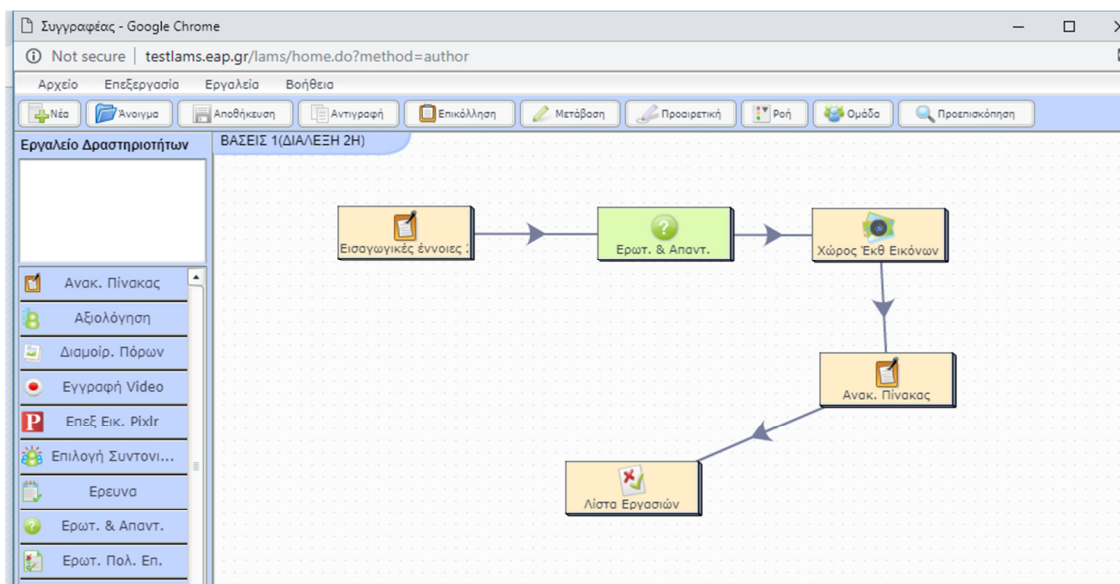 Συγγραφέας - Google Chrome
Not secure | testlams.eap.gr/lams/home.do?method=author
Αρχείο Επεξεργασία Εργαλεία Βοήθεια
Νέα Άνοιγμα Αποθήκευση Αντιγραφή Επικόλληση Μετάβαση Προαιρετική Ροή Ομάδα Προεπισκόπηση
Εργαλείο Δραστηριοτήτων
ΒΑΣΕΙΣ 1(ΔΙΑΛΕΞΗ 2Η)
Εισαγωγικές έννοιες 2
Ερωτ. & Απαντ.
Χώρος Έκθ Εικόνων
Ανακ. Πίνακας
Λίστα Εργασιών
Ανακ. Πίνακας
Αξιολόγηση
Διαμοίρ. Πόρων
Εγγραφή Video
Επεξ Εικ. Pixlr
Επιλογή Συντονι...
Ερευνα
Ερωτ. & Απαντ.
Ερωτ. Πολ. Επ.